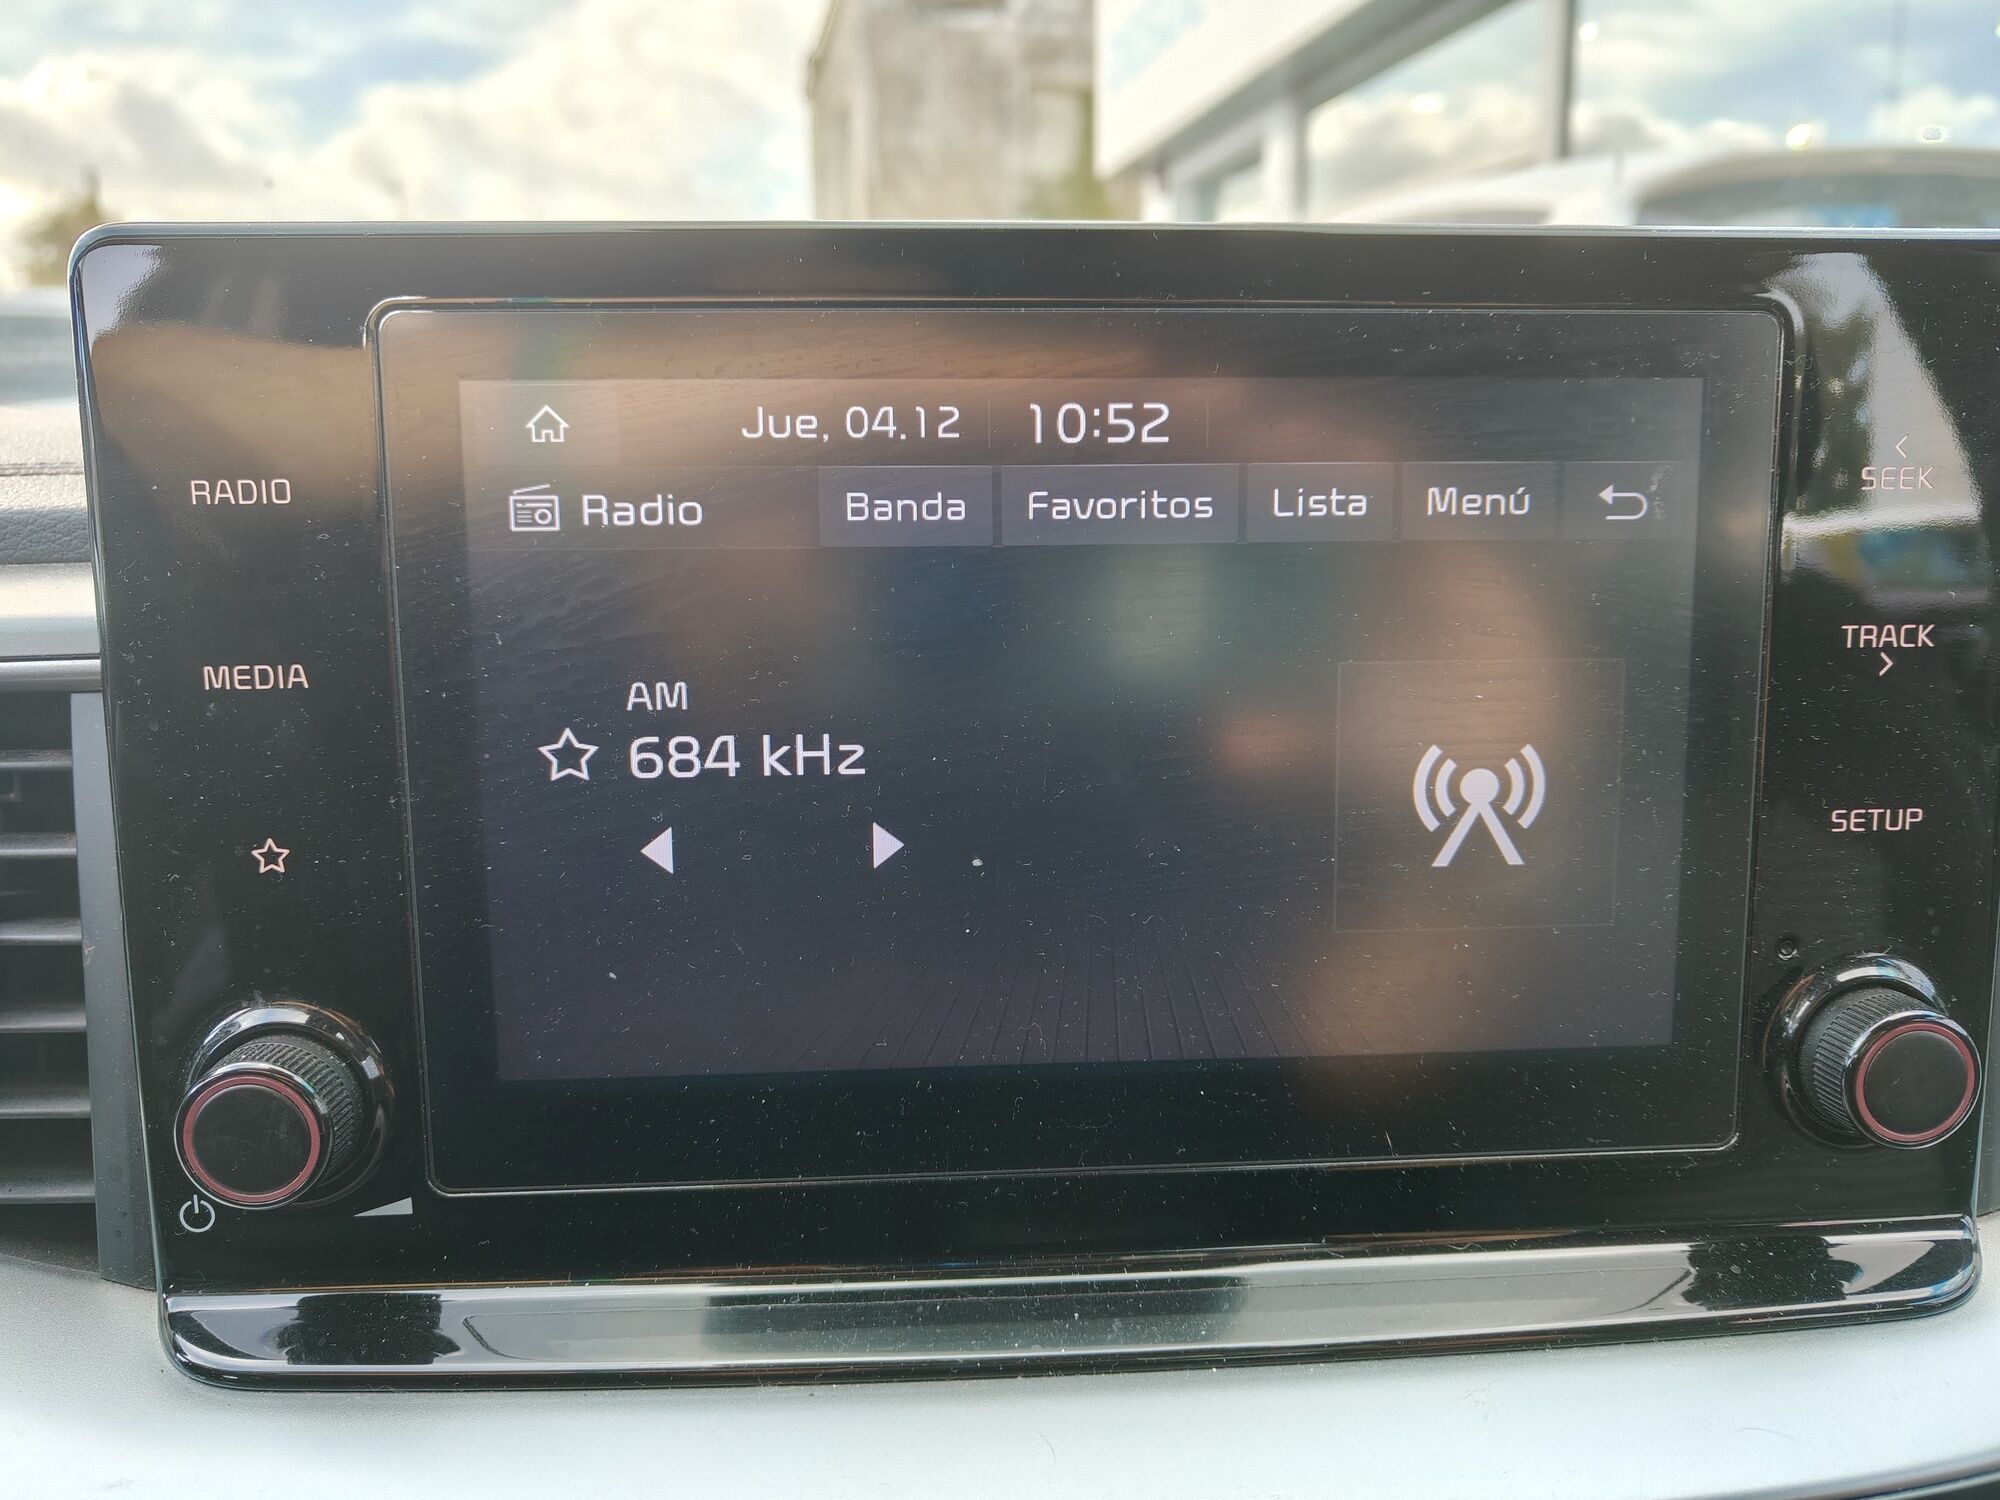 Jue, 04.12 10:52
Radio Banda Favoritos Lista Menú
RADIO
MEDIA
AM
684 kHz
SEEK
TRACK
SETUP